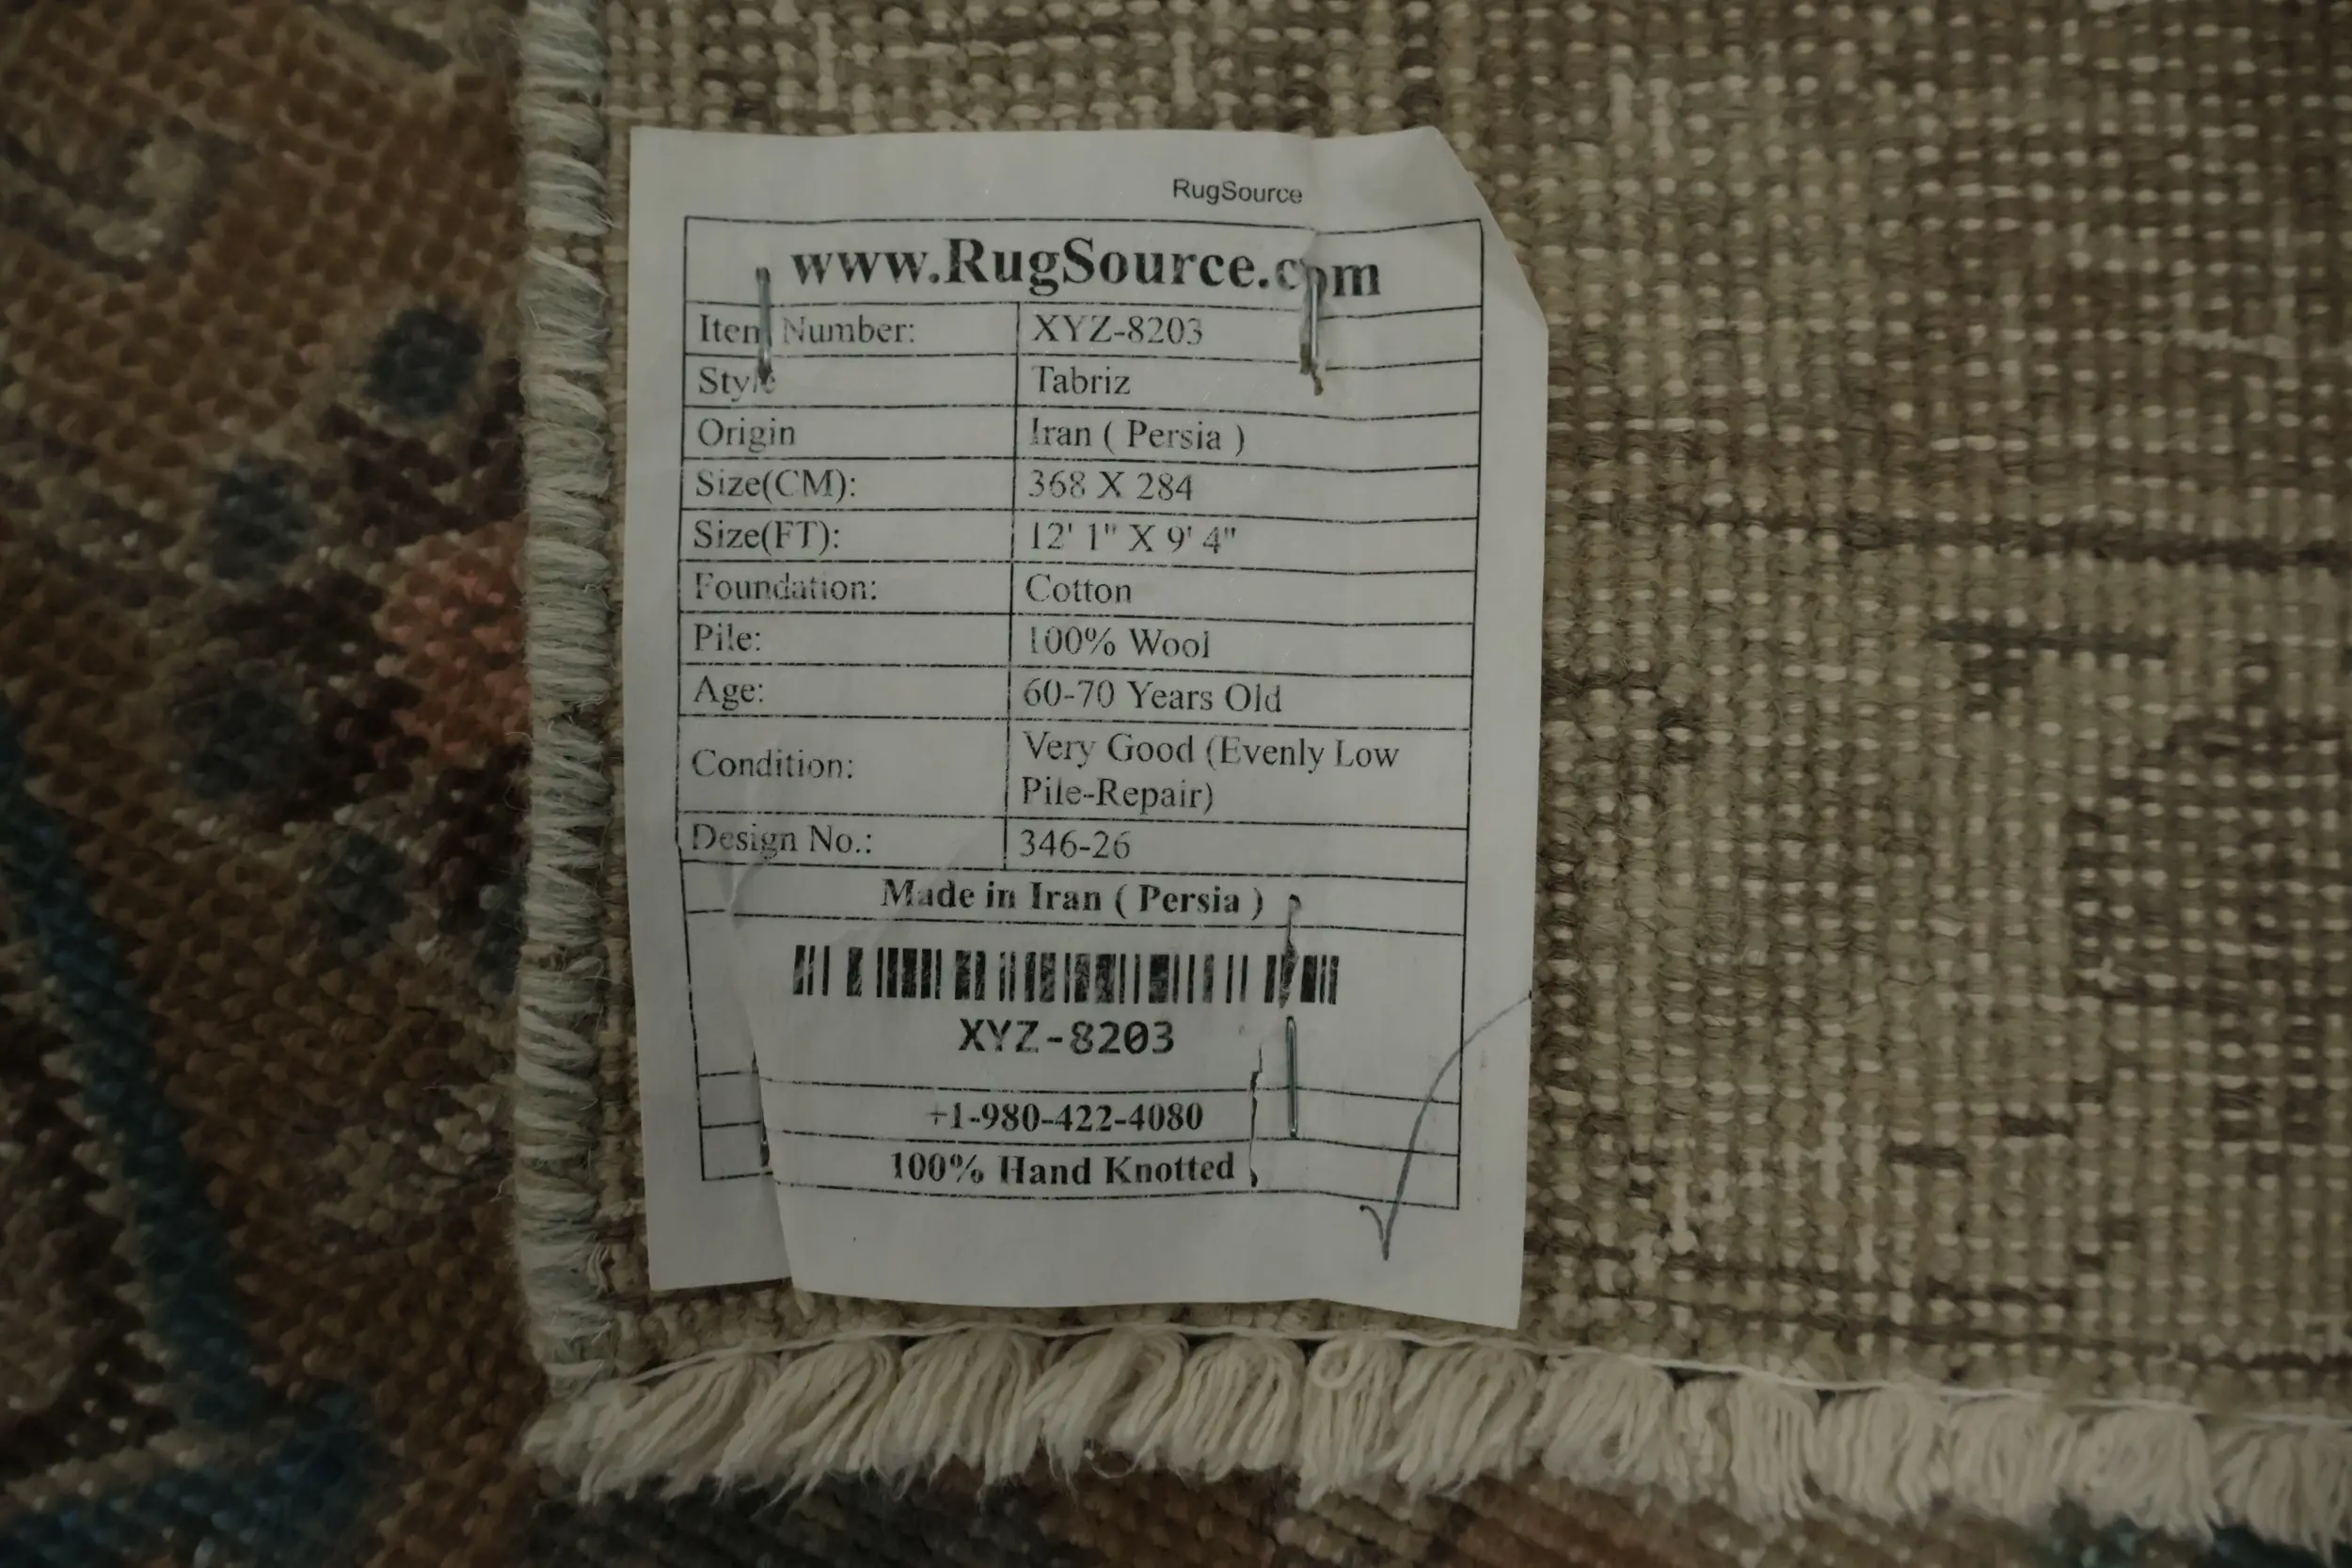 RugSource
www.RugSource.com
Item Number: XYZ-8203
Style Tabriz
Origin Iran ( Persia )
Size(CM): 368 X 284
Size(FT): 12' 1" X 9' 4"
Foundation: Cotton
Pile: 100% Wool
Age: 60-70 Years Old
Condition: Very Good (Evenly Low
Pile-Repair)
Design No.: 346-26
Made in Iran ( Persia )
XYZ-8203
+1-980-422-4080
100% Hand Knotted